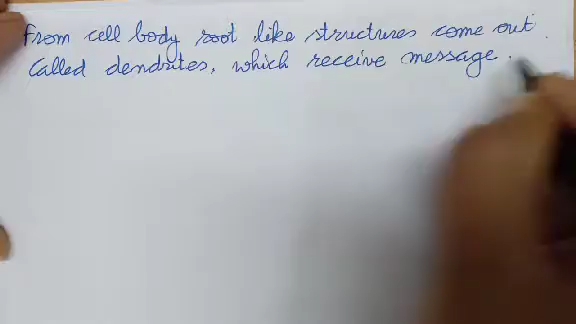 From cell body root like structures come out.
Called dendrites, which receive message.